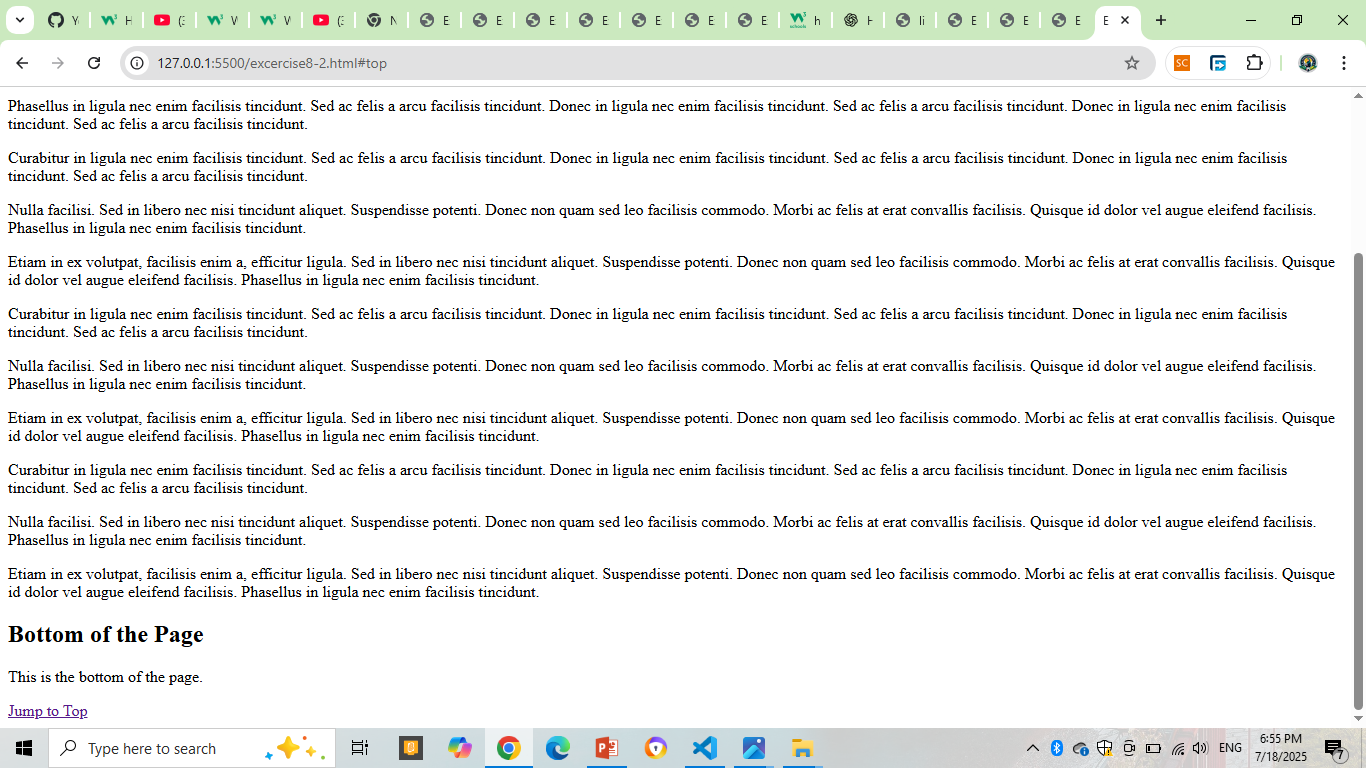 Y
H
(3
W
W
(3
N
E
E
E
E
E
E
E
h
H
li
E
E
E
E
127.0.0.1:5500/excercise8-2.html#top
SC
Phasellus in ligula nec enim facilisis tincidunt. Sed ac felis a arcu facilisis tincidunt. Donec in ligula nec enim facilisis tincidunt. Sed ac felis a arcu facilisis tincidunt. Donec in ligula nec enim facilisis
tincidunt. Sed ac felis a arcu facilisis tincidunt.
Curabitur in ligula nec enim facilisis tincidunt. Sed ac felis a arcu facilisis tincidunt. Donec in ligula nec enim facilisis tincidunt. Sed ac felis a arcu facilisis tincidunt. Donec in ligula nec enim facilisis
tincidunt. Sed ac felis a arcu facilisis tincidunt.
Nulla facilisi. Sed in libero nec nisi tincidunt aliquet. Suspendisse potenti. Donec non quam sed leo facilisis commodo. Morbi ac felis at erat convallis facilisis. Quisque id dolor vel augue eleifend facilisis.
Phasellus in ligula nec enim facilisis tincidunt.
Etiam in ex volutpat, facilisis enim a, efficitur ligula. Sed in libero nec nisi tincidunt aliquet. Suspendisse potenti. Donec non quam sed leo facilisis commodo. Morbi ac felis at erat convallis facilisis. Quisque
id dolor vel augue eleifend facilisis. Phasellus in ligula nec enim facilisis tincidunt.
Curabitur in ligula nec enim facilisis tincidunt. Sed ac felis a arcu facilisis tincidunt. Donec in ligula nec enim facilisis tincidunt. Sed ac felis a arcu facilisis tincidunt. Donec in ligula nec enim facilisis
tincidunt. Sed ac felis a arcu facilisis tincidunt.
Nulla facilisi. Sed in libero nec nisi tincidunt aliquet. Suspendisse potenti. Donec non quam sed leo facilisis commodo. Morbi ac felis at erat convallis facilisis. Quisque id dolor vel augue eleifend facilisis.
Phasellus in ligula nec enim facilisis tincidunt.
Etiam in ex volutpat, facilisis enim a, efficitur ligula. Sed in libero nec nisi tincidunt aliquet. Suspendisse potenti. Donec non quam sed leo facilisis commodo. Morbi ac felis at erat convallis facilisis. Quisque
id dolor vel augue eleifend facilisis. Phasellus in ligula nec enim facilisis tincidunt.
Curabitur in ligula nec enim facilisis tincidunt. Sed ac felis a arcu facilisis tincidunt. Donec in ligula nec enim facilisis tincidunt. Sed ac felis a arcu facilisis tincidunt. Donec in ligula nec enim facilisis
tincidunt. Sed ac felis a arcu facilisis tincidunt.
Nulla facilisi. Sed in libero nec nisi tincidunt aliquet. Suspendisse potenti. Donec non quam sed leo facilisis commodo. Morbi ac felis at erat convallis facilisis. Quisque id dolor vel augue eleifend facilisis.
Phasellus in ligula nec enim facilisis tincidunt.
Etiam in ex volutpat, facilisis enim a, efficitur ligula. Sed in libero nec nisi tincidunt aliquet. Suspendisse potenti. Donec non quam sed leo facilisis commodo. Morbi ac felis at erat convallis facilisis. Quisque
id dolor vel augue eleifend facilisis. Phasellus in ligula nec enim facilisis tincidunt.
Bottom of the Page
This is the bottom of the page.
Jump to Top
Type here to search
ENG
6:55 PM
7/18/2025
7